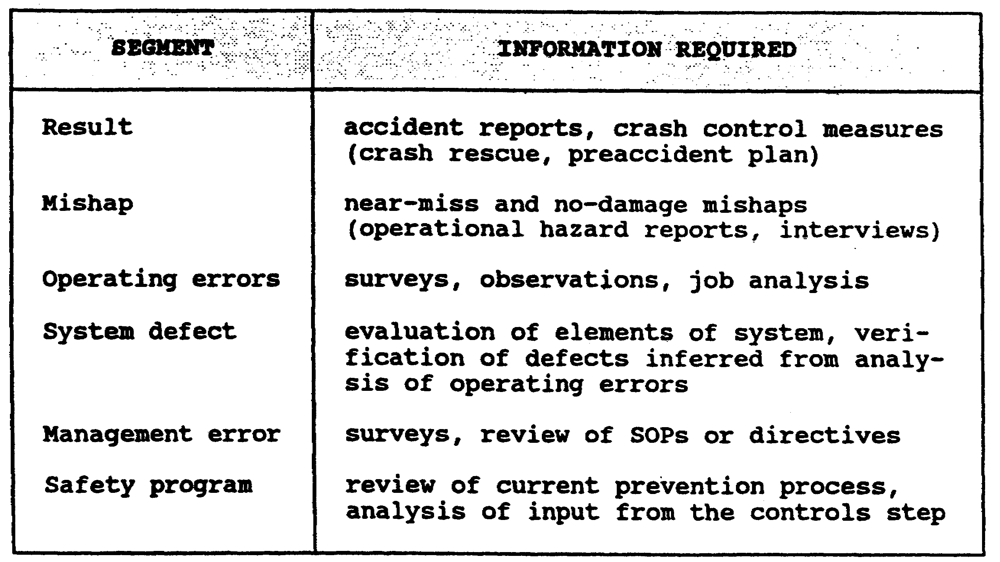 SEGMENT INFORMATION REQUIRED
Result accident reports, crash control measures
(crash rescue, preaccident plan)
Mishap near-miss and no-damage mishaps
(operational hazard reports, interviews)
Operating errors surveys, observations, job analysis
System defect evaluation of elements of system, veri-
fication of defects inferred from analy-
sis of operating errors
Management error surveys, review of SOPs or directives
Safety program review of current prevention process,
analysis of input from the controls step